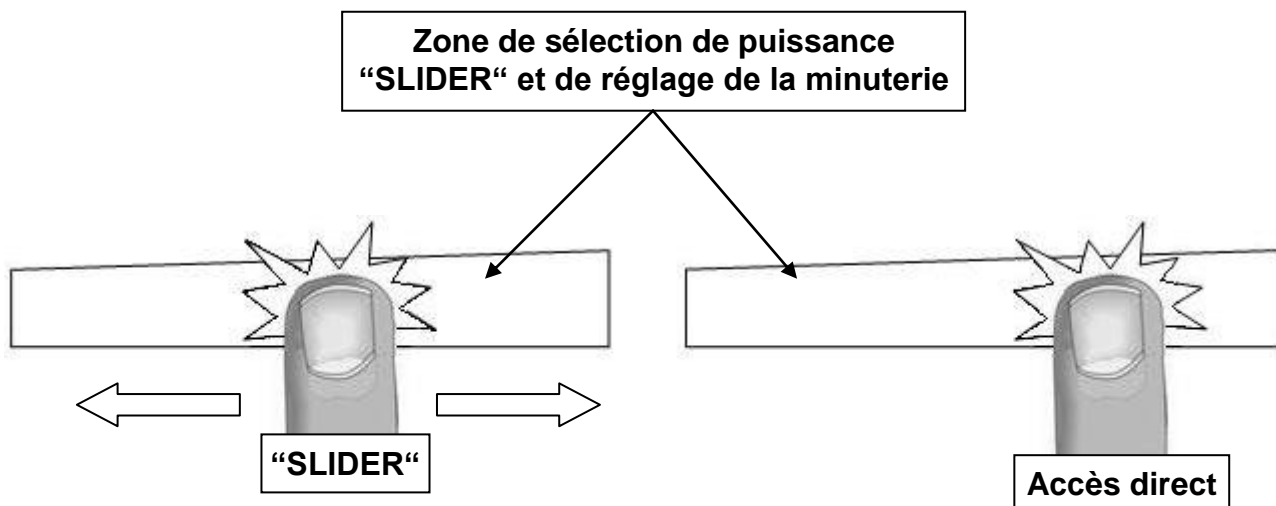 Zone de sélection de puissance
“SLIDER“ et de réglage de la minuterie
“SLIDER“
Accès direct